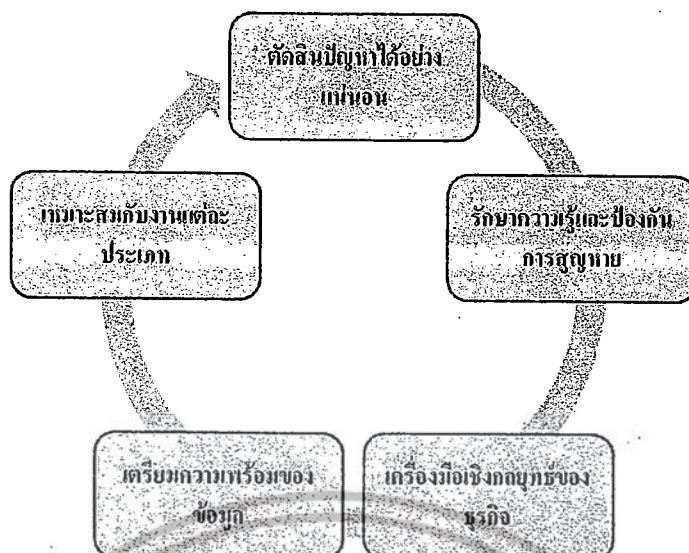 ตัดสินปัญหาได้อย่าง
แน่นอน
รักษาความรู้และป้องกัน
การสูญหาย
เครื่องมือเชิงกลยุทธ์ของ
ธุรกิจ
เตรียมความพร้อมของ
ข้อมูล
เหมาะสมกับงานแต่ละ
ประเภท